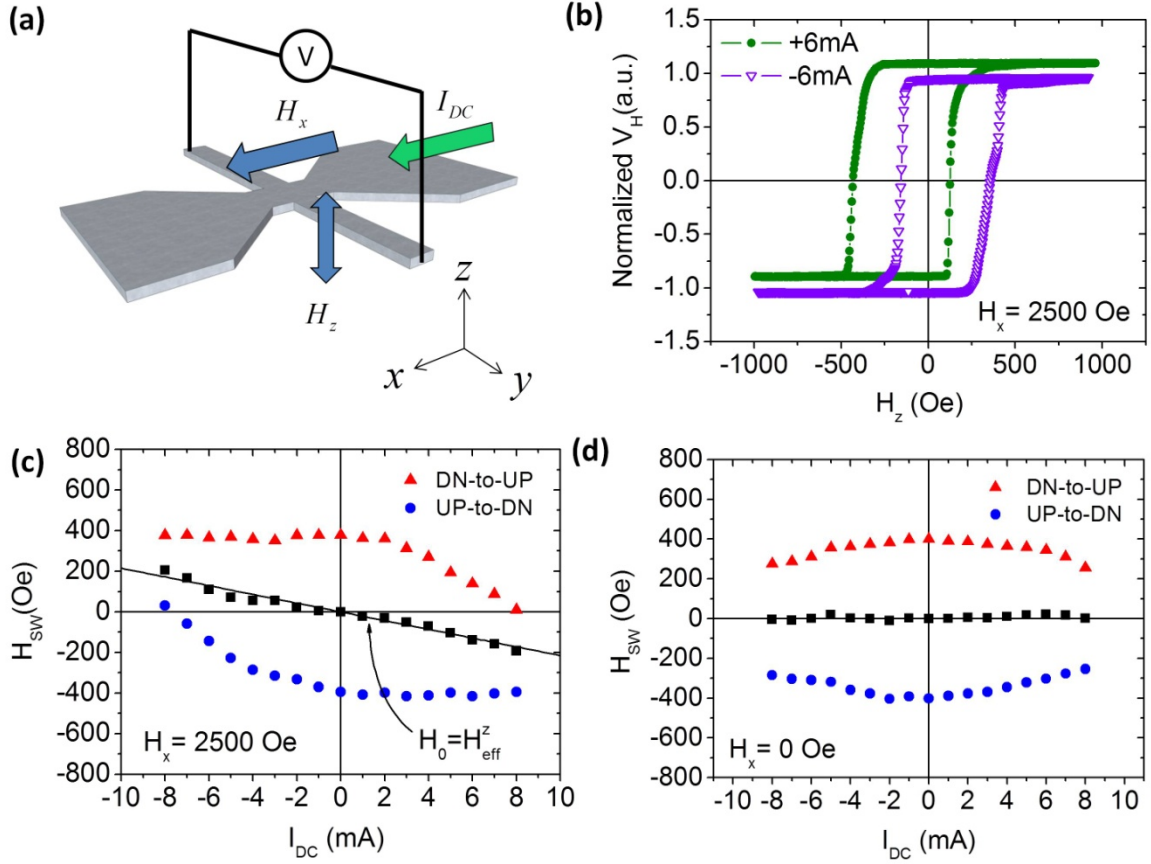 (a)
V
H_x
I_DC
H_z
z
x
y
(b)
+6mA
-6mA
Normalized V_H(a.u.)
1.5
1.0
0.5
0.0
-0.5
-1.0
-1.5
H_x= 2500 Oe
-1000 -500 0 500 1000
H_z (Oe)
(c)
DN-to-UP
UP-to-DN
H_SW(Oe)
800
600
400
200
0
-200
-400
-600
-800
H_x= 2500 Oe
H_0=H^z_eff
-10 -8 -6 -4 -2 0 2 4 6 8 10
I_DC (mA)
(d)
DN-to-UP
UP-to-DN
H_SW (Oe)
800
600
400
200
0
-200
-400
-600
-800
H_x= 0 Oe
-10 -8 -6 -4 -2 0 2 4 6 8 10
I_DC (mA)